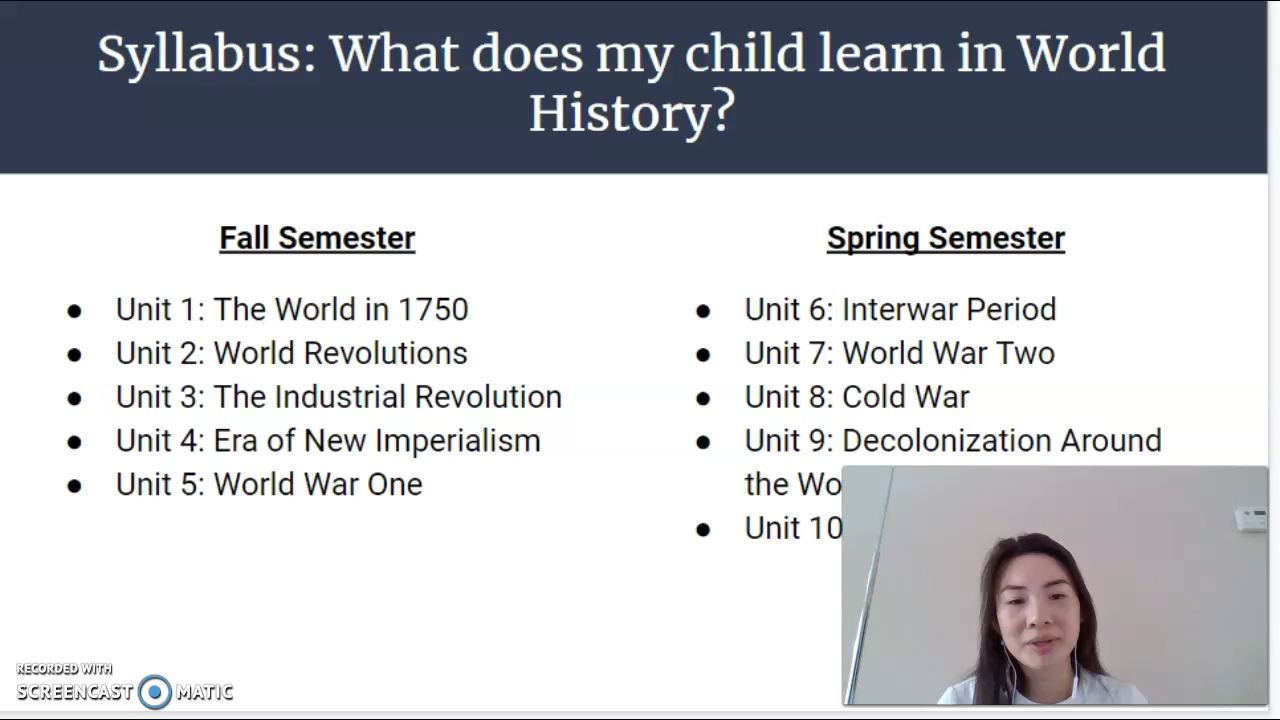 Syllabus: What does my child learn in World
History?
Fall Semester
● Unit 1: The World in 1750
● Unit 2: World Revolutions
● Unit 3: The Industrial Revolution
● Unit 4: Era of New Imperialism
● Unit 5: World War One
Spring Semester
● Unit 6: Interwar Period
● Unit 7: World War Two
● Unit 8: Cold War
● Unit 9: Decolonization Around
the Wo
● Unit 10
RECORDED WITH
SCREENCAST MATIC